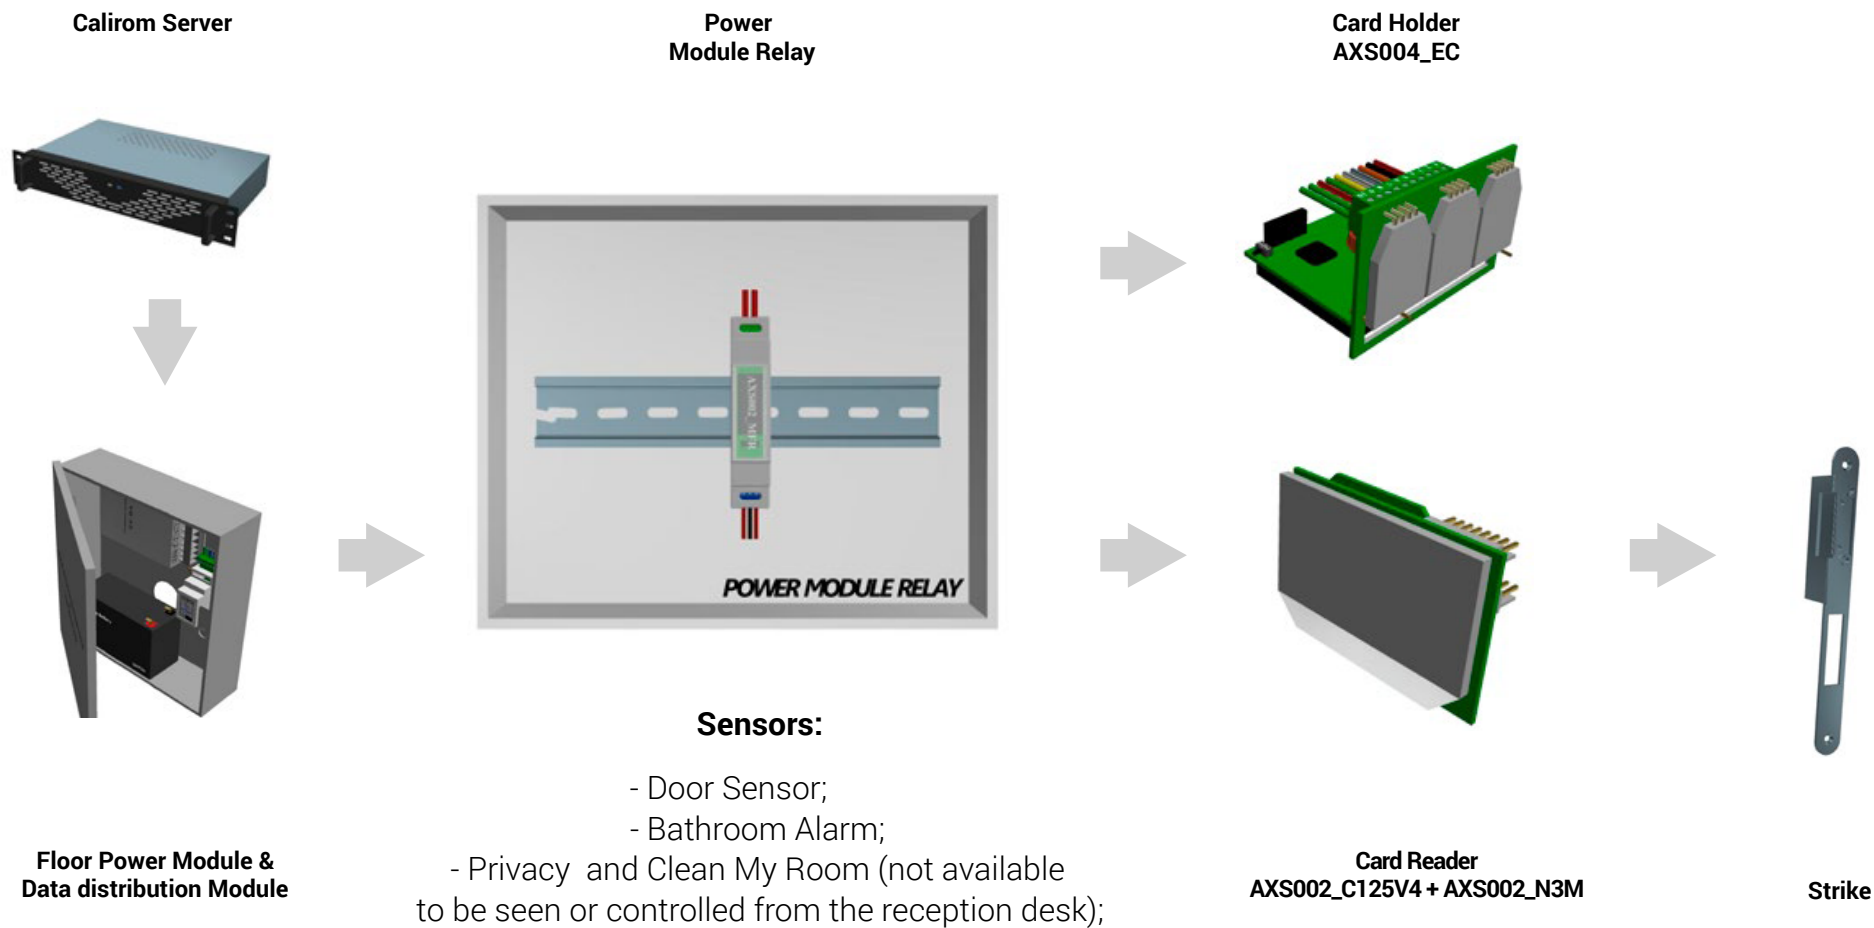 Calirom Server
Power
Module Relay
Card Holder
AXS004_EC
AXS002_MTR
POWER MODULE RELAY
Sensors:
- Door Sensor;
- Bathroom Alarm;
- Privacy and Clean My Room (not available
to be seen or controlled from the reception desk);
Floor Power Module &
Data distribution Module
Card Reader
AXS002_C125V4 + AXS002_N3M
Strike